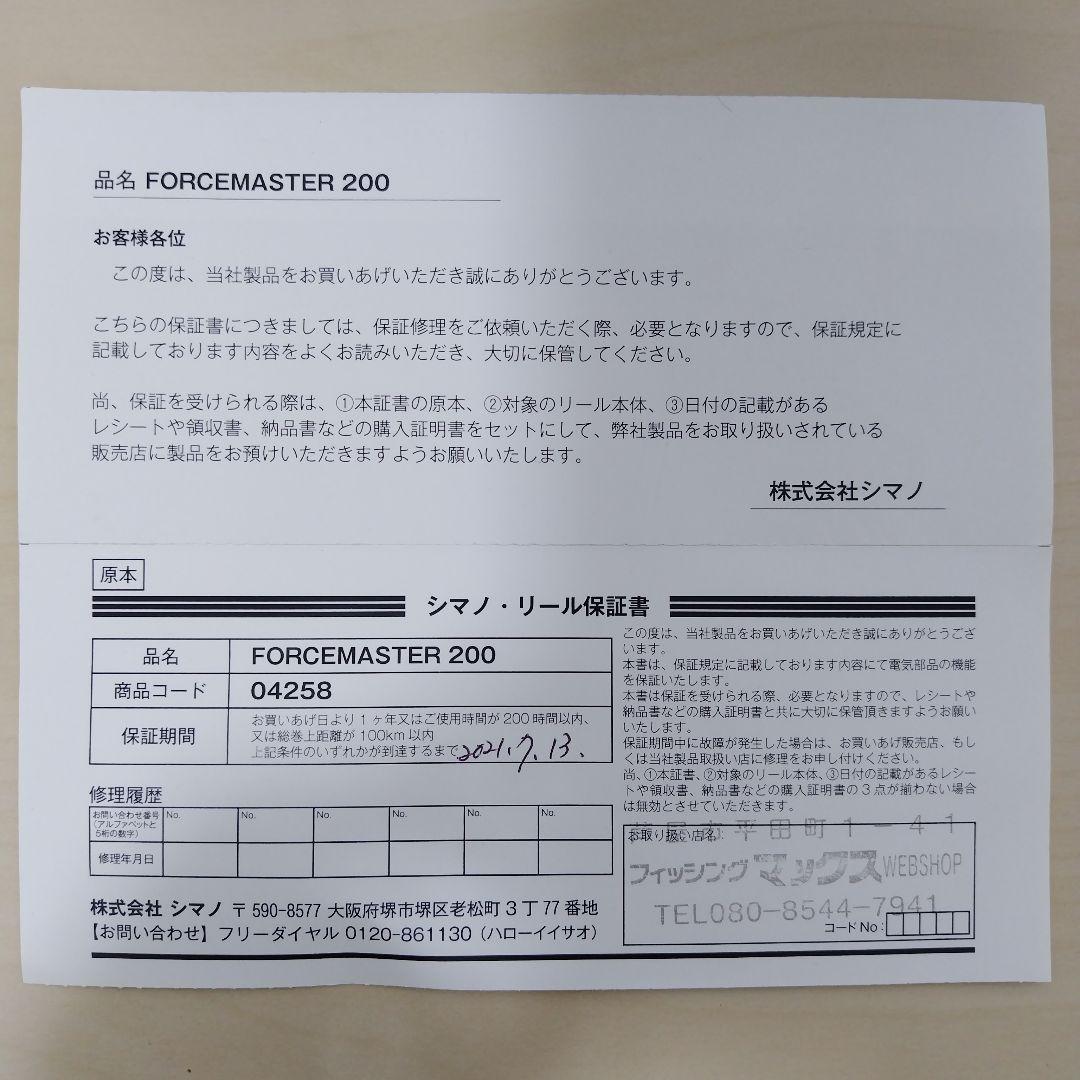 品名 FORCEMASTER 200
お客様各位
この度は、当社製品をお買いあげいただき誠にありがとうございます。
こちらの保証書につきましては、保証修理をご依頼いただく際、必要となりますので、保証規定に
記載しております内容をよくお読みいただき、大切に保管してください。
尚、保証を受けられる際は、①本証書の原本、②対象のリール本体、③日付の記載がある
レシートや領収書、納品書などの購入証明書をセットにして、弊社製品をお取り扱いされている
販売店に製品をお預けいただきますようお願いいたします。
株式会社シマノ
原本
シマノ・リール保証書
品名 FORCEMASTER 200
商品コード 04258
保証期間
お買いあげ日より1ヶ年又はご使用時間が200時間以内、
又は総巻上距離が100km以内
上記条件のいずれかが到達するまで 2021.7.13.
修理履歴
お問い合わせ番号
(アルファベットと
5桁の数字)
No. No. No. No. No. No.
修理年月日
株式会社 シマノ 〒590-8577 大阪府堺市堺区老松町3丁77番地
【お問い合わせ】フリーダイヤル 0120-861130(ハローイイサオ)
この度は、当社製品をお買いあげいただき誠にありがとうござ
います。
本書は、保証規定に記載しております内容にて電気部品の機能
を保証いたします。
本書は保証を受けられる際、必要となりますので、レシートや
納品書などの購入証明書と共に大切に保管頂きますようお願い
いたします。
保証期間中に故障が発生した場合は、お買いあげ販売店、もし
くは当社製品取扱い店に修理をお申し付けください。
尚、①本証書、②対象のリール本体、③日付の記載があるレシー
トや領収書、納品書などの購入証明書の3点が揃わない場合
は無効とさせていただきます。
お取り扱い店名:
市平田町1-41
フィッシングマックスWEBSHOP
TEL080-8544-7941
コードNo: